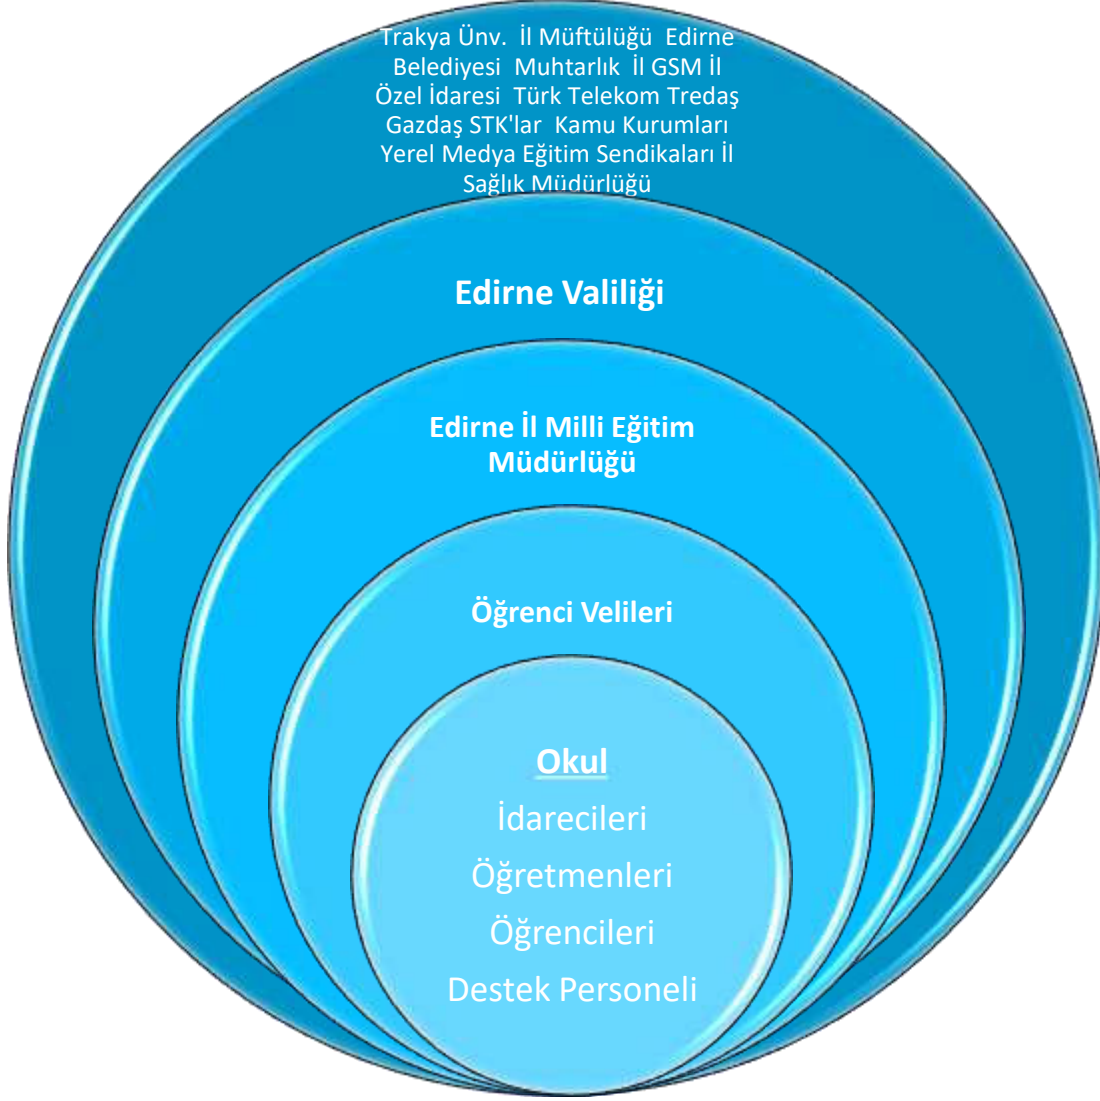 Trakya Ünv. İl Müftülüğü Edirne
Belediyesi Muhtarlık İl GSM İl
Özel İdaresi Türk Telekom Tredaş
Gazdaş STK'lar Kamu Kurumları
Yerel Medya Eğitim Sendikaları İl
Sağlık Müdürlüğü
Edirne Valiliği
Edirne İl Milli Eğitim
Müdürlüğü
Öğrenci Velileri
Okul
İdarecileri
Öğretmenleri
Öğrencileri
Destek Personeli